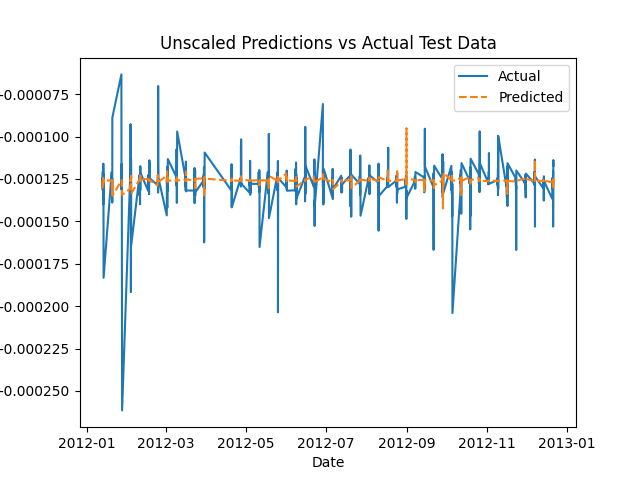 Unscaled Predictions vs Actual Test Data
Actual
Predicted
-0.000075
-0.000100
-0.000125
-0.000150
-0.000175
-0.000200
-0.000225
-0.000250
2012-01 2012-03 2012-05 2012-07 2012-09 2012-11 2013-01
Date